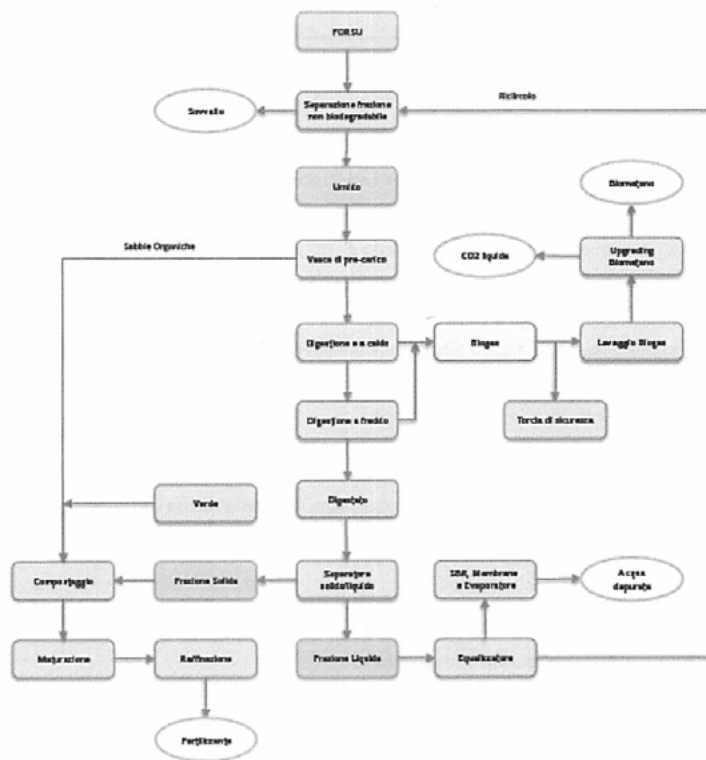 FORSU
Ricircolo
Sovvallo
Separazione frazione
non biodegradabile
Umido
Biometano
Sabbie Organiche
Vasca di pre-carico
CO2 liquida
Upgrading
Biometano
Digestione a caldo
Biogas
Lavaggio Biogas
Digestione a freddo
Torcia di sicurezza
Verde
Digestato
Compostaggio
Frazione Solida
Separatore
solido/liquido
SBR, Membrane
e Evaporatore
Acqua
depurata
Maturazione
Raffinazione
Frazione Liquida
Equalizzatore
Fertilizzante